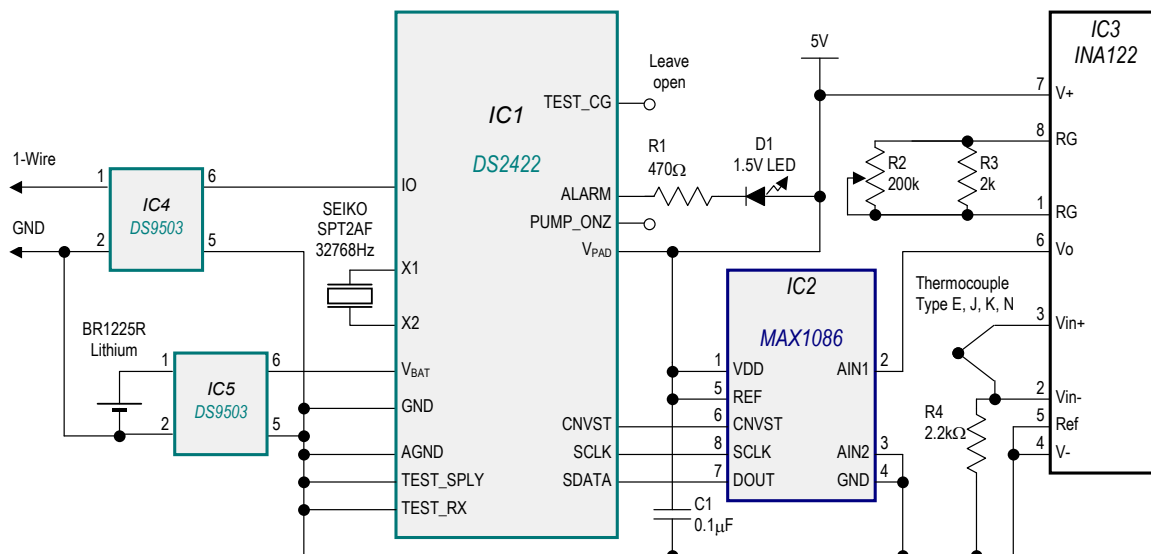 1-Wire
GND
1
2
6
5
IC4
DS9503
BR1225R
Lithium
1
2
6
5
IC5
DS9503
SEIKO
SPT2AF
32768Hz
IC1
DS2422
IO
X1
X2
VBAT
GND
AGND
TEST_SPLY
TEST_RX
TEST_CG
ALARM
PUMP_ONZ
VPAD
CNVST
SCLK
SDATA
Leave
open
R1
470Ω
D1
1.5V LED
5V
C1
0.1µF
IC2
MAX1086
1
5
6
8
7
VDD
REF
CNVST
SCLK
DOUT
AIN1
AIN2
GND
2
3
4
R2
200k
R3
2k
Thermocouple
Type E, J, K, N
R4
2.2kΩ
IC3
INA122
7
8
1
6
3
2
5
4
V+
RG
RG
Vo
Vin+
Vin-
Ref
V-